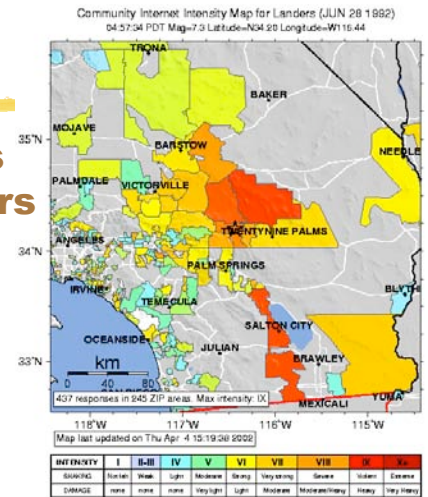 Community Internet Intensity Map for Landers (JUN 28 1992)
04:57:34 PDT Mag=7.3 Latitude=N34.20 Longitude=W116.44
TRONA
BAKER
MOJAVE
35°N
BARSTOW
NEEDLE
s
PALMDALE
VICTORVILLE
rs
TWENTYNINE PALMS
34°N
ANGELES
PALM SPRINGS
IRVINE
BLYTH
TEMECULA
SALTON CITY
OCEANSIDE
JULIAN
33°N
BRAWLEY
km
0 40 80
YUMA
MEXICALI
437 responses in 245 ZIP areas. Max intensity: IX
118°W 117°W 116°W 115°W
Map last updated on Thu Apr 4 15:19:38 2002
INTENSITY I II-III IV V VI VII VIII IX X+
SHAKING Not felt Weak Light Moderate Strong Very strong Severe Violent Extreme
DAMAGE none none none Very light Light Moderate Moderate/Heavy Heavy Very Heavy